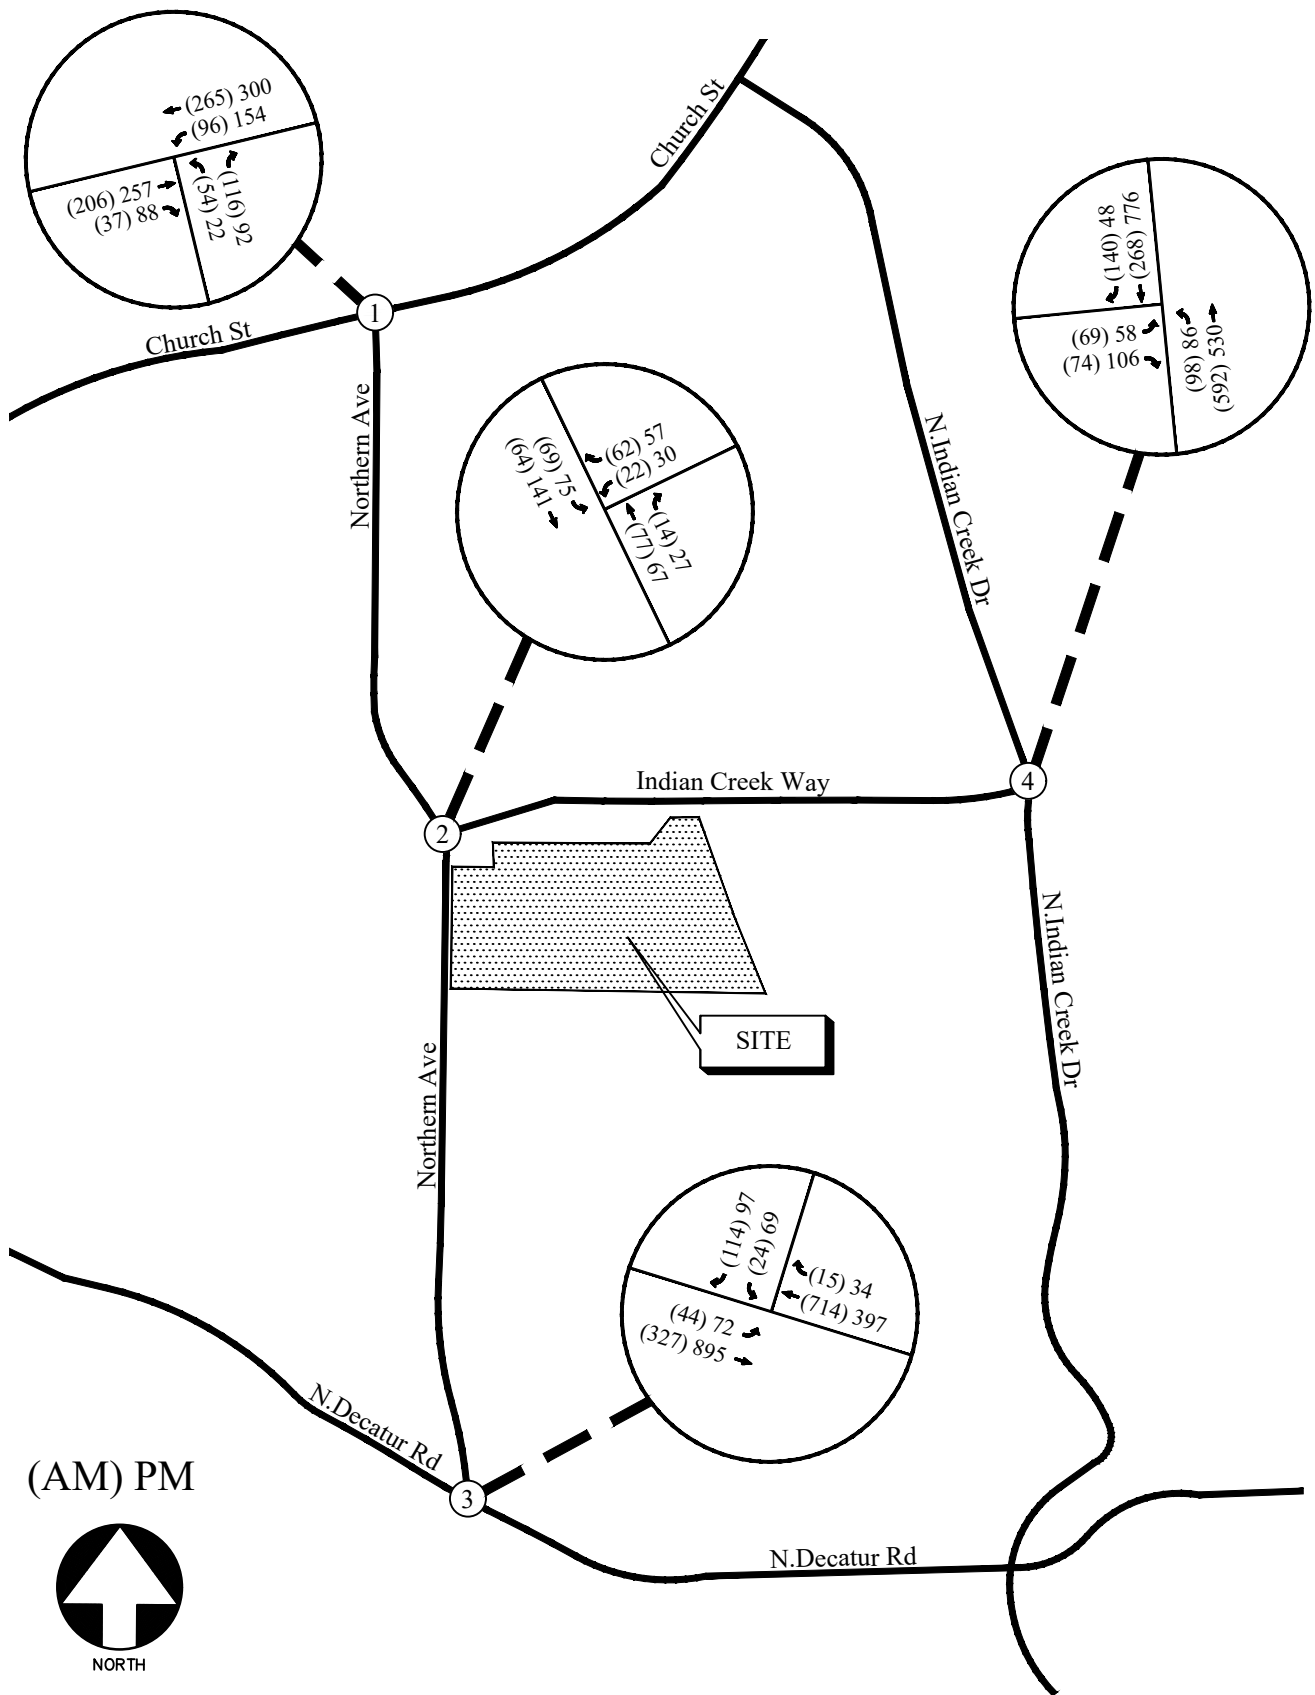 (265) 300
(96) 154
(206) 257
(37) 88
(54) 22
(116) 92
Church St
Church St
1
Northern Ave
(140) 48
(268) 776
(69) 58
(74) 106
(98) 86
(592) 530
N.Indian Creek Dr
(62) 57
(22) 30
(69) 75
(64) 141
(14) 27
(77) 67
Indian Creek Way
4
2
N.Indian Creek Dr
SITE
Northern Ave
(114) 97
(24) 69
(15) 34
(714) 397
(44) 72
(327) 895
N.Decatur Rd
3
(AM) PM
N.Decatur Rd
NORTH